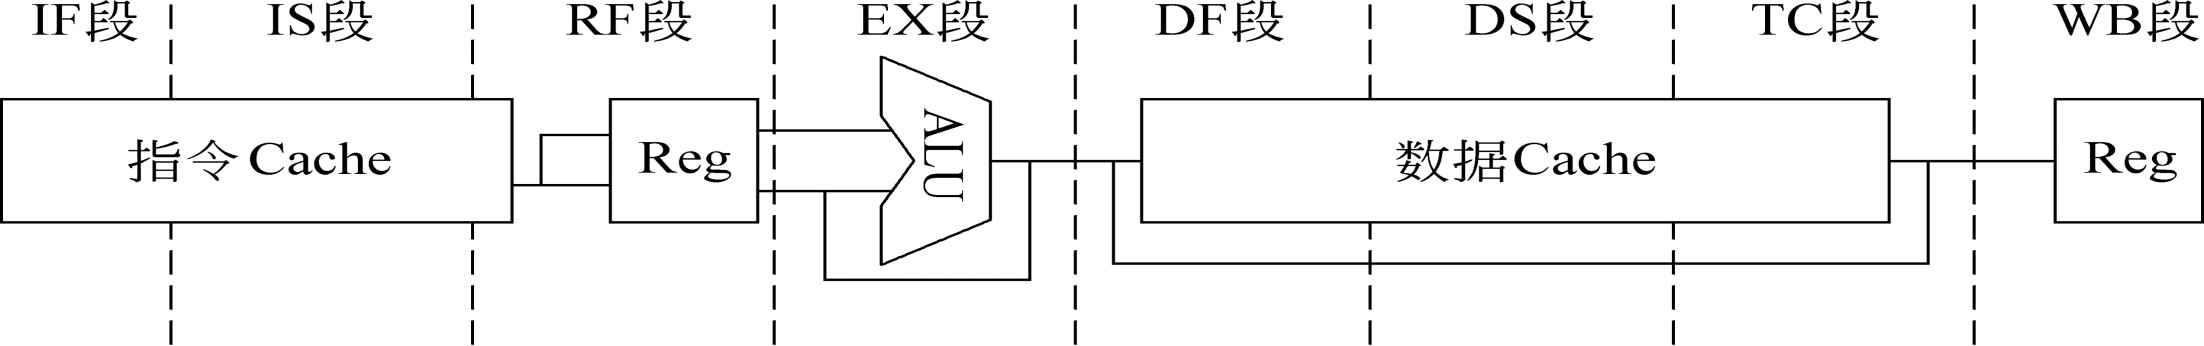 IF段 IS段 RF段 EX段 DF段 DS段 TC段 WB段
指令Cache Reg ALU 数据Cache Reg